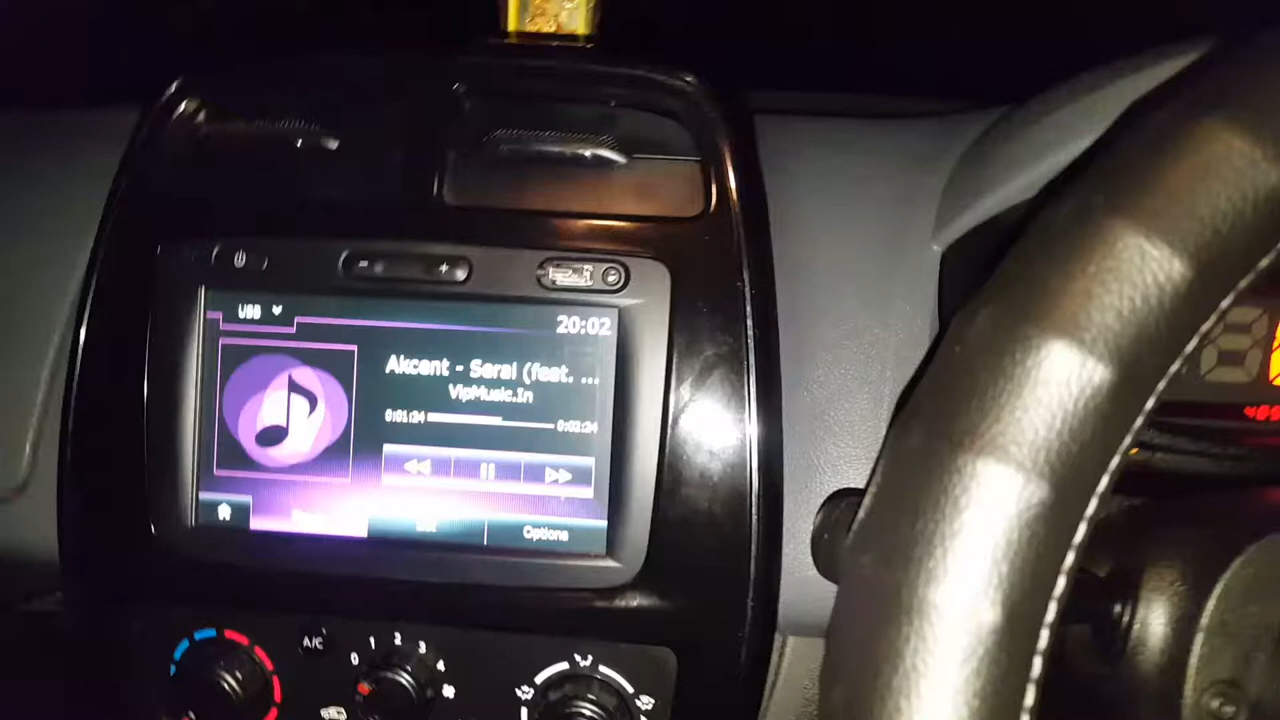 USB
20:02
Akcent - Serai (feat. ...
VipMusic.In
0:01:24
0:02:24
Options
A/C
0 1 2 3 4